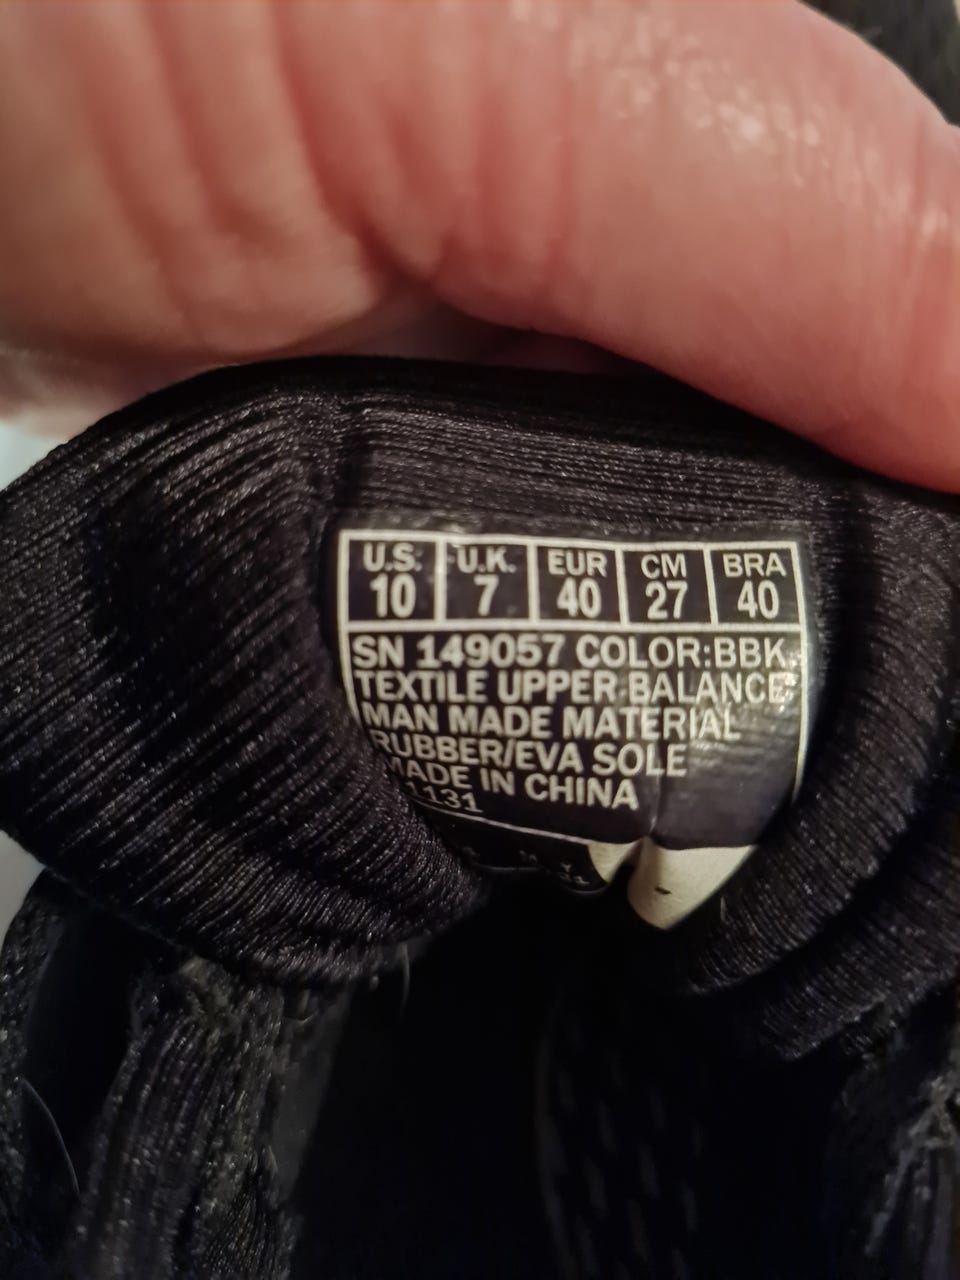 U.S. U.K. EUR CM BRA
10 7 40 27 40
SN 149057 COLOR:BBK
TEXTILE UPPER BALANCE
MAN MADE MATERIAL
RUBBER/EVA SOLE
MADE IN CHINA
1131